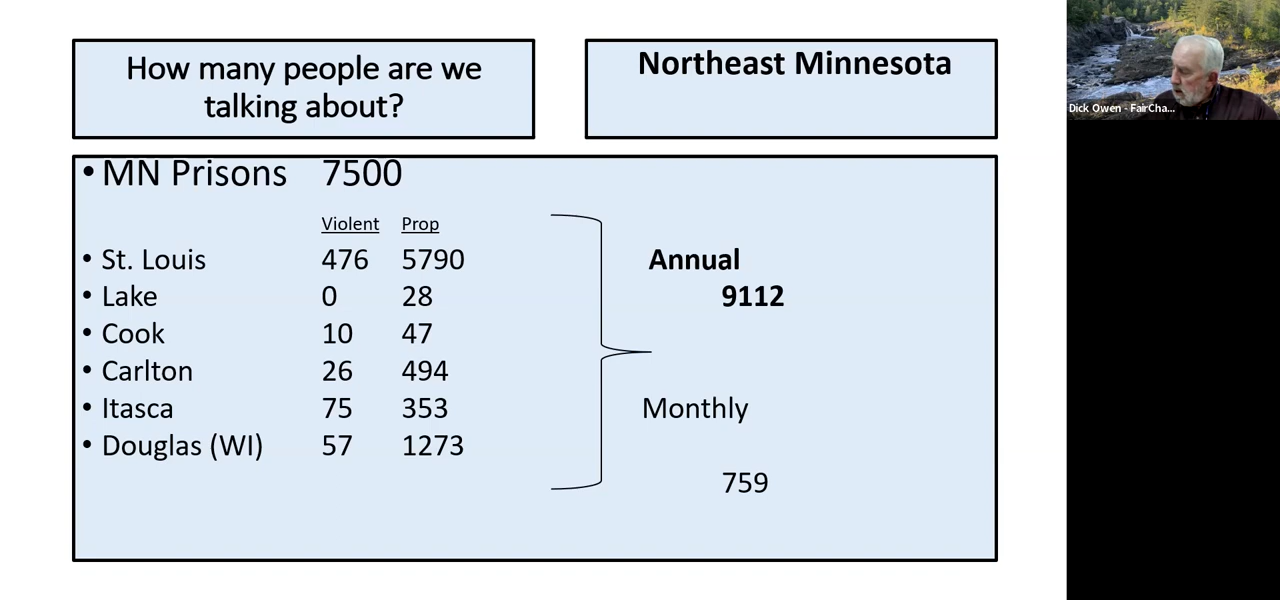 How many people are we
talking about?
Northeast Minnesota
• MN Prisons 7500
Violent Prop
• St. Louis 476 5790
• Lake 0 28
• Cook 10 47
• Carlton 26 494
• Itasca 75 353
• Douglas (WI) 57 1273
Annual
9112
Monthly
759
Dick Owen - FairCha...